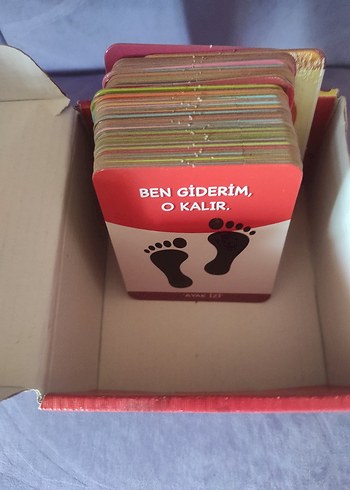 BEN GİDERİM,
O KALIR.
AYAK İZİ